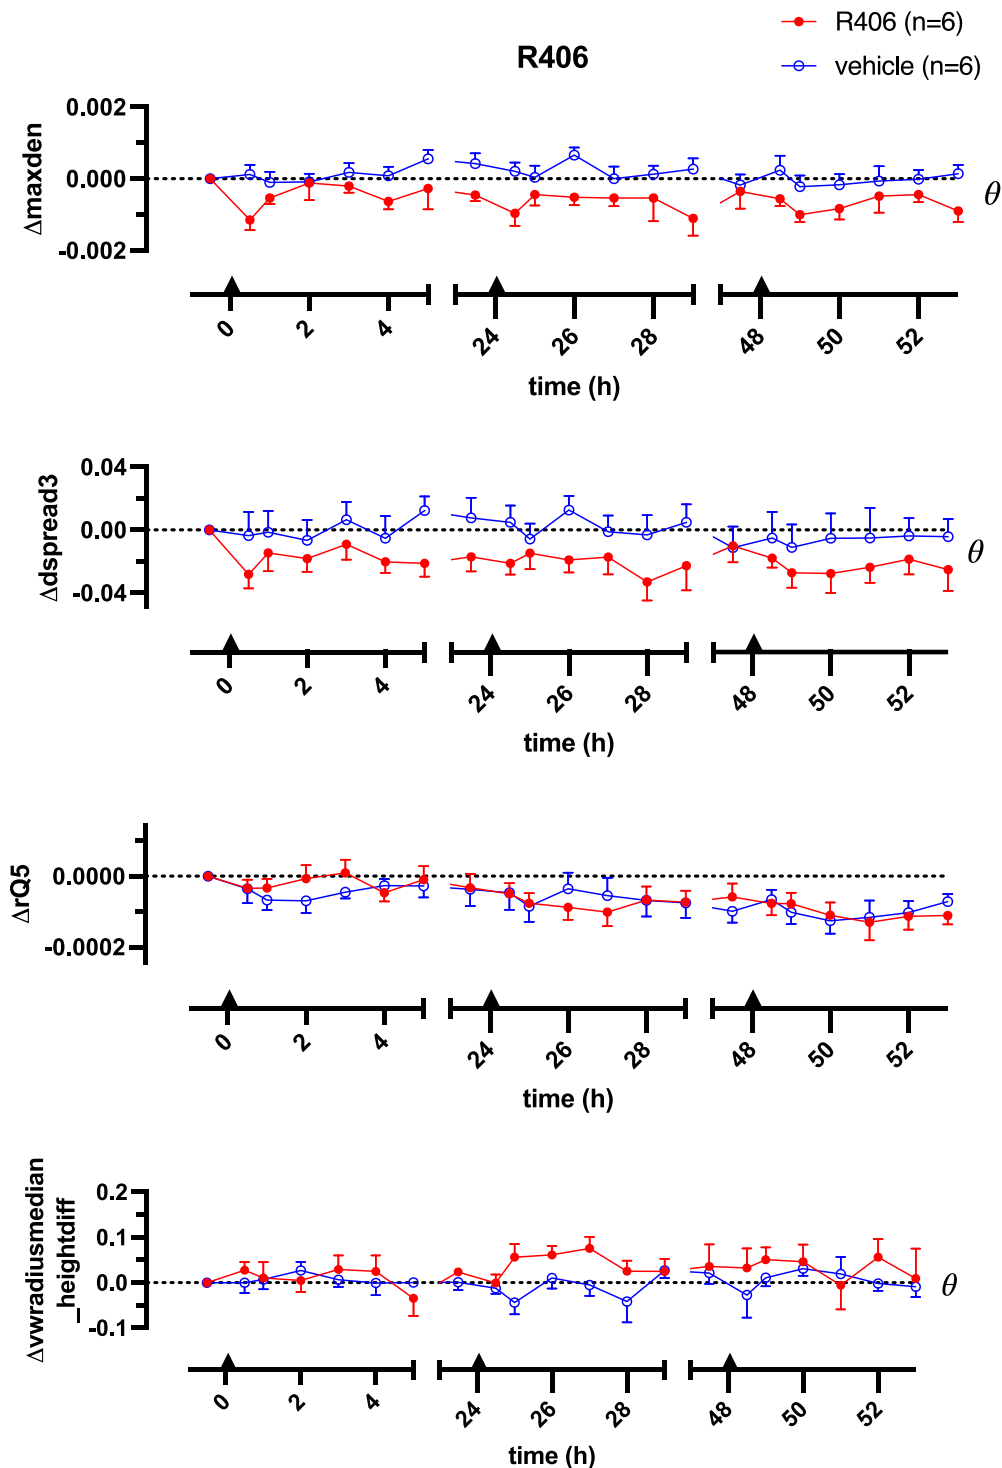 R406 (n=6)
R406
vehicle (n=6)
Δmaxden
0.002
0.000
-0.002
θ
0 2 4 24 26 28 48 50 52
time (h)
Δdspread3
0.04
0.00
-0.04
θ
0 2 4 24 26 28 48 50 52
time (h)
ΔrQ5
0.0000
-0.0002
0 2 4 24 26 28 48 50 52
time (h)
Δvwradiusmedian
_heightdiff
0.2
0.1
0.0
-0.1
θ
0 2 4 24 26 28 48 50 52
time (h)